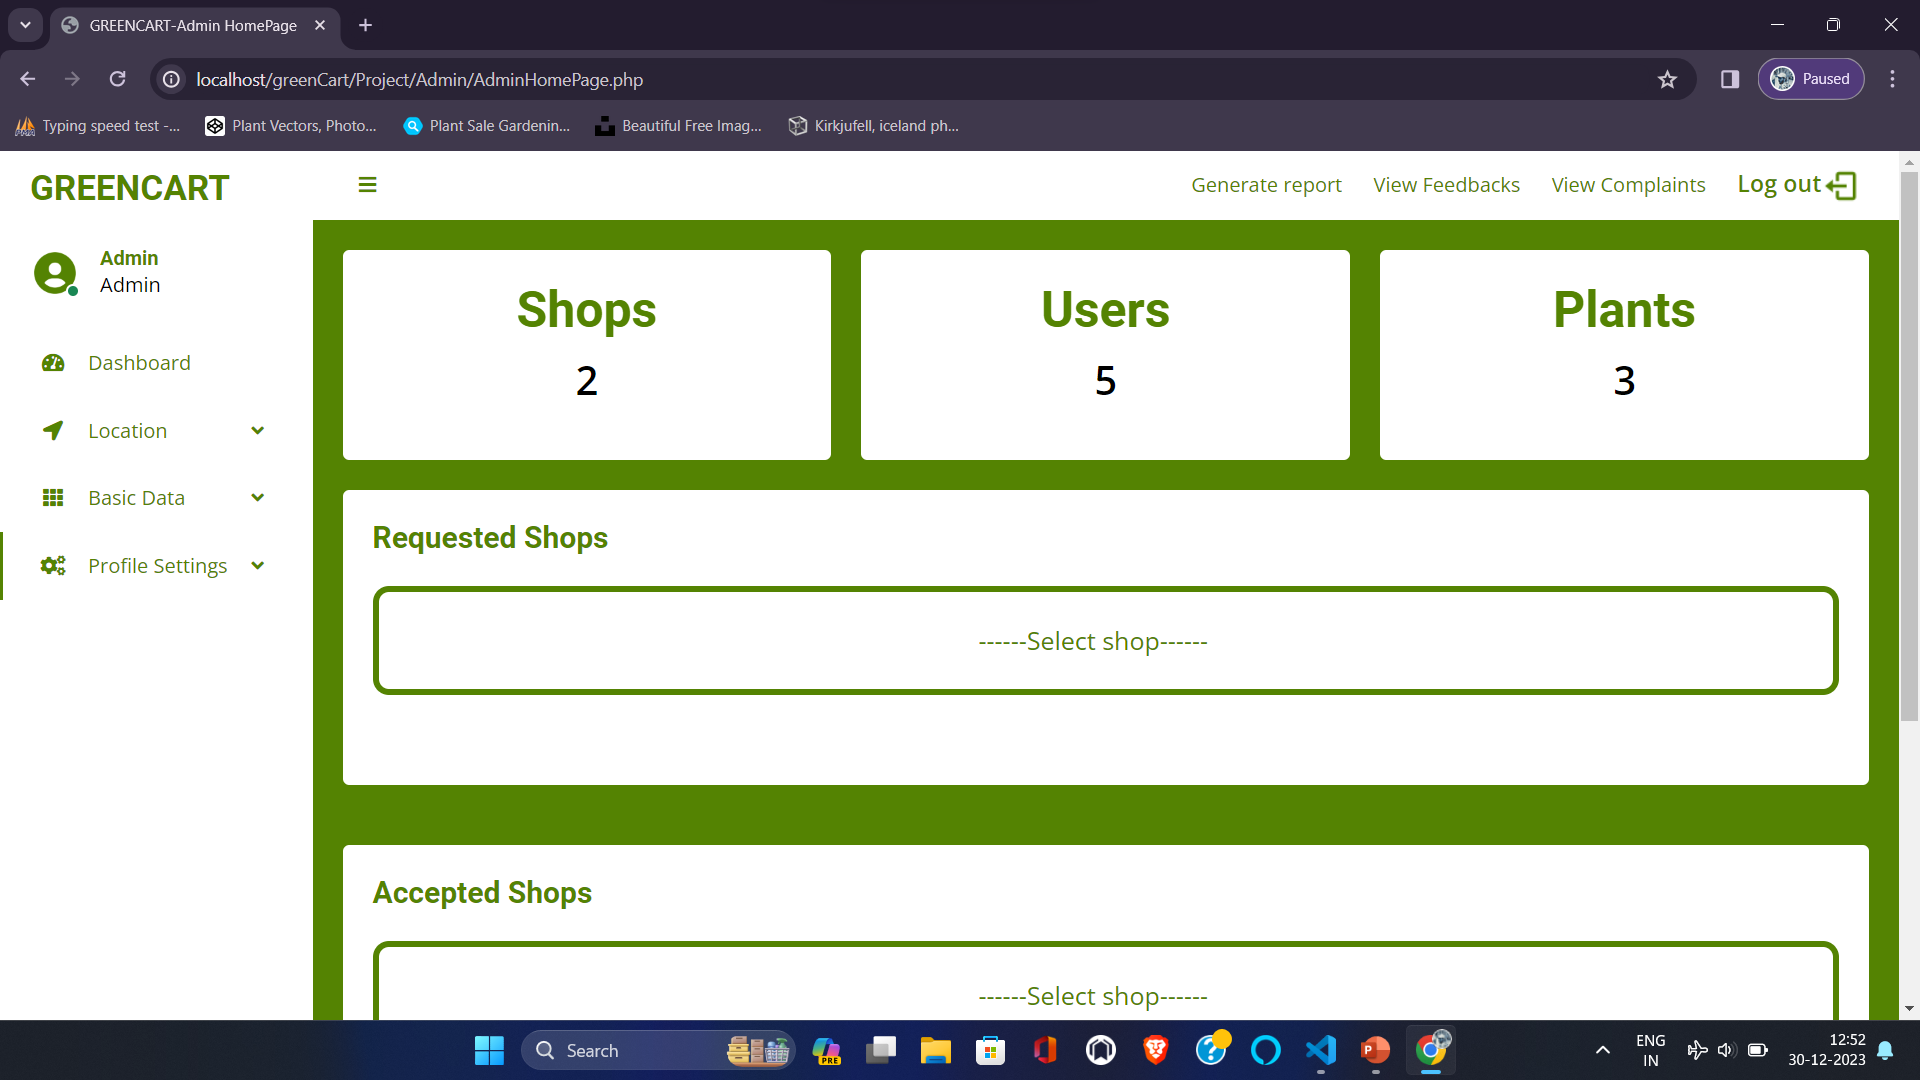 GREENCART-Admin HomePage
localhost/greenCart/Project/Admin/AdminHomePage.php
Paused
Typing speed test -...
Plant Vectors, Photo...
Plant Sale Gardenin...
Beautiful Free Imag...
Kirkjufell, iceland ph...
GREENCART
Generate report
View Feedbacks
View Complaints
Log out
Admin
Admin
Dashboard
Location
Basic Data
Profile Settings
Shops
2
Users
5
Plants
3
Requested Shops
------Select shop------
Accepted Shops
------Select shop------
Search
PRE
ENG
IN
12:52
30-12-2023